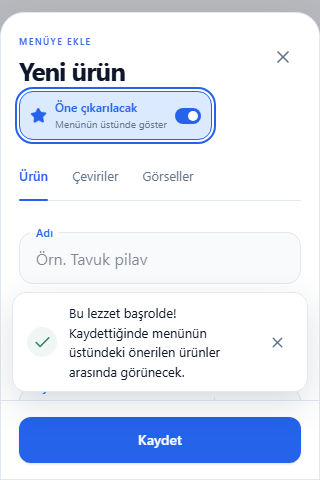 MENÜYE EKLE
Yeni ürün
Öne çıkarılacak
Menünün üstünde göster
Ürün
Çeviriler
Görseller
Adı
Örn. Tavuk pilav
Bu lezzet başrolde!
Kaydettiğinde menünün
üstündeki önerilen ürünler
arasında görünecek.
Kaydet